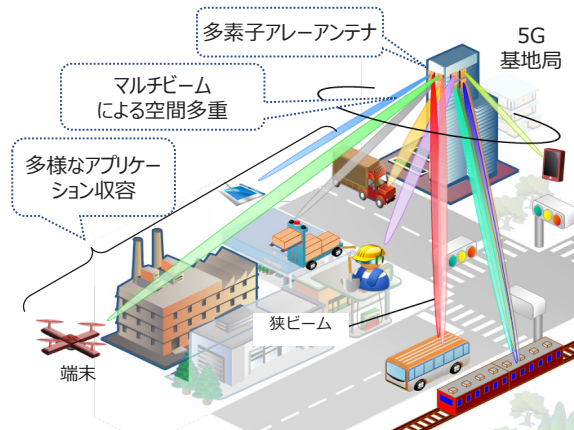 多素子アレーアンテナ
5G
基地局
マルチビーム
による空間多重
多様なアプリケー
ション収容
狭ビーム
端末